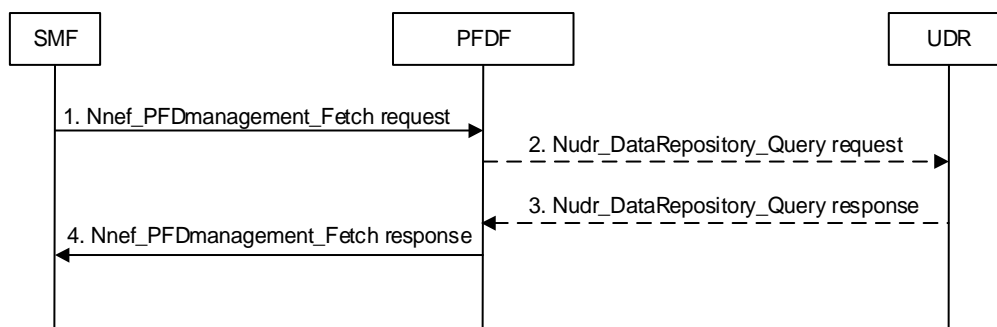 SMF
PFDF
UDR
1. Nnef_PFDmanagement_Fetch request
2. Nudr_DataRepository_Query request
3. Nudr_DataRepository_Query response
4. Nnef_PFDmanagement_Fetch response